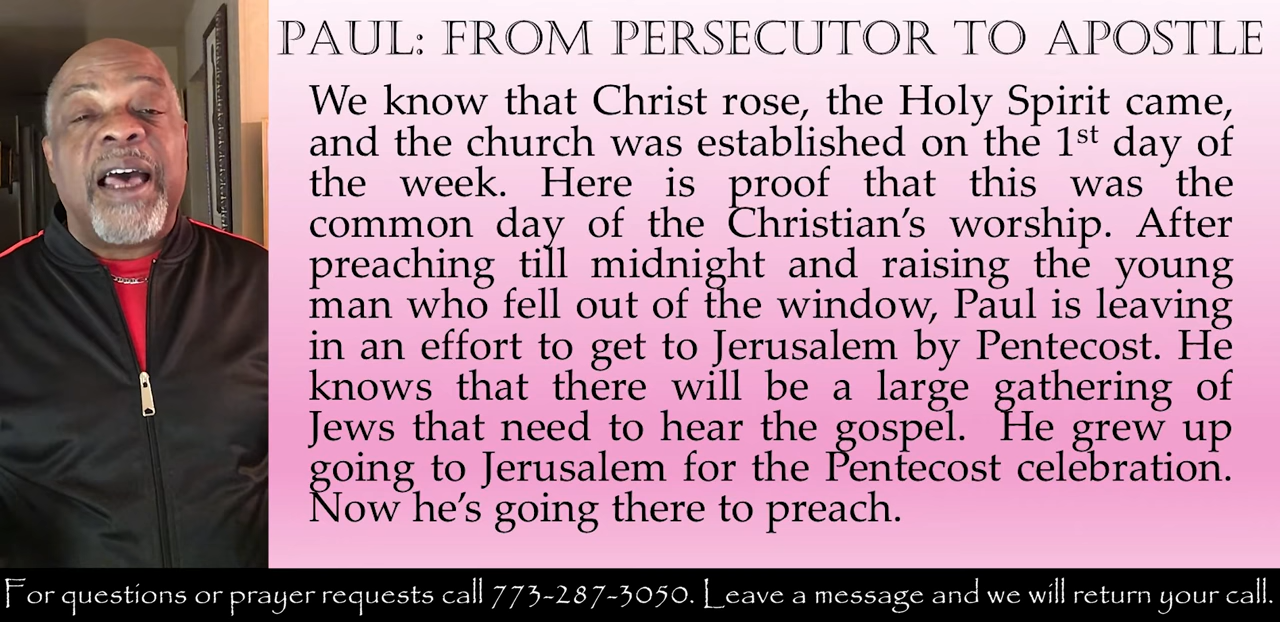 PAUL: FROM PERSECUTOR TO APOSTLE
We know that Christ rose, the Holy Spirit came,
and the church was established on the 1st day of
the week. Here is proof that this was the
common day of the Christian's worship. After
preaching till midnight and raising the young
man who fell out of the window, Paul is leaving
in an effort to get to Jerusalem by Pentecost. He
knows that there will be a large gathering of
Jews that need to hear the gospel. He grew up
going to Jerusalem for the Pentecost celebration.
Now he's going there to preach.
For questions or prayer requests call 773-287-3050. Leave a message and we will return your call.